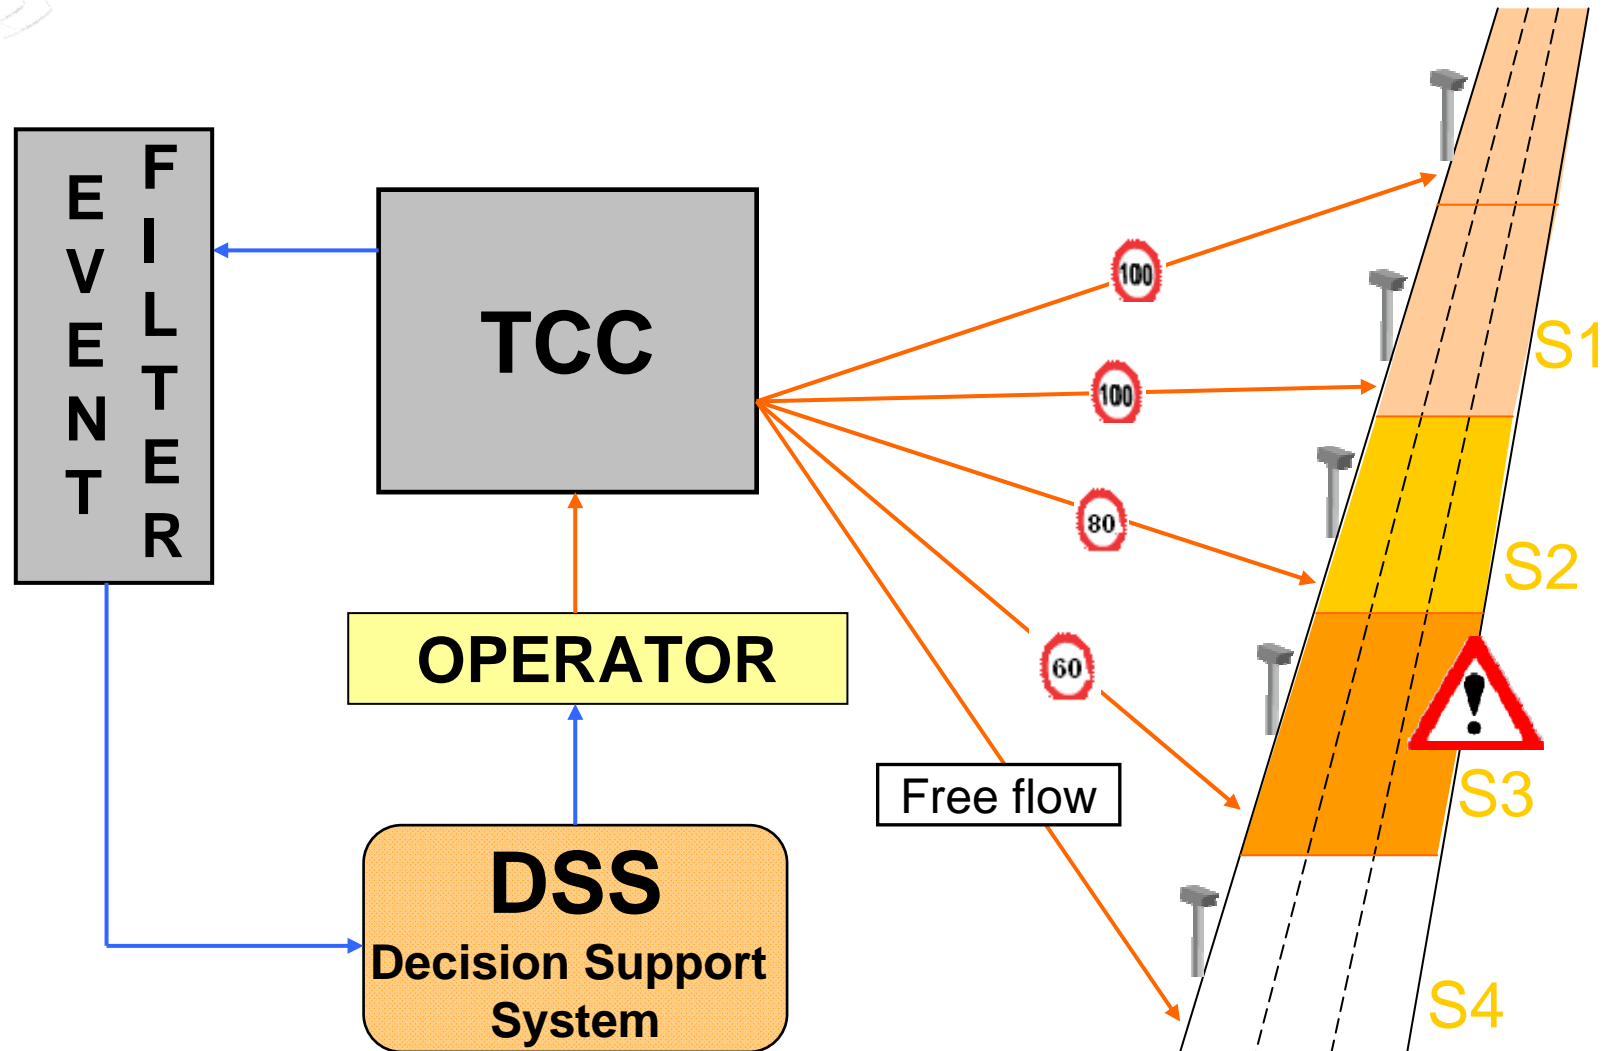 EVENT
FILTER
TCC
OPERATOR
DSS
Decision Support
System
100
100
80
60
Free flow
S1
S2
S3
S4